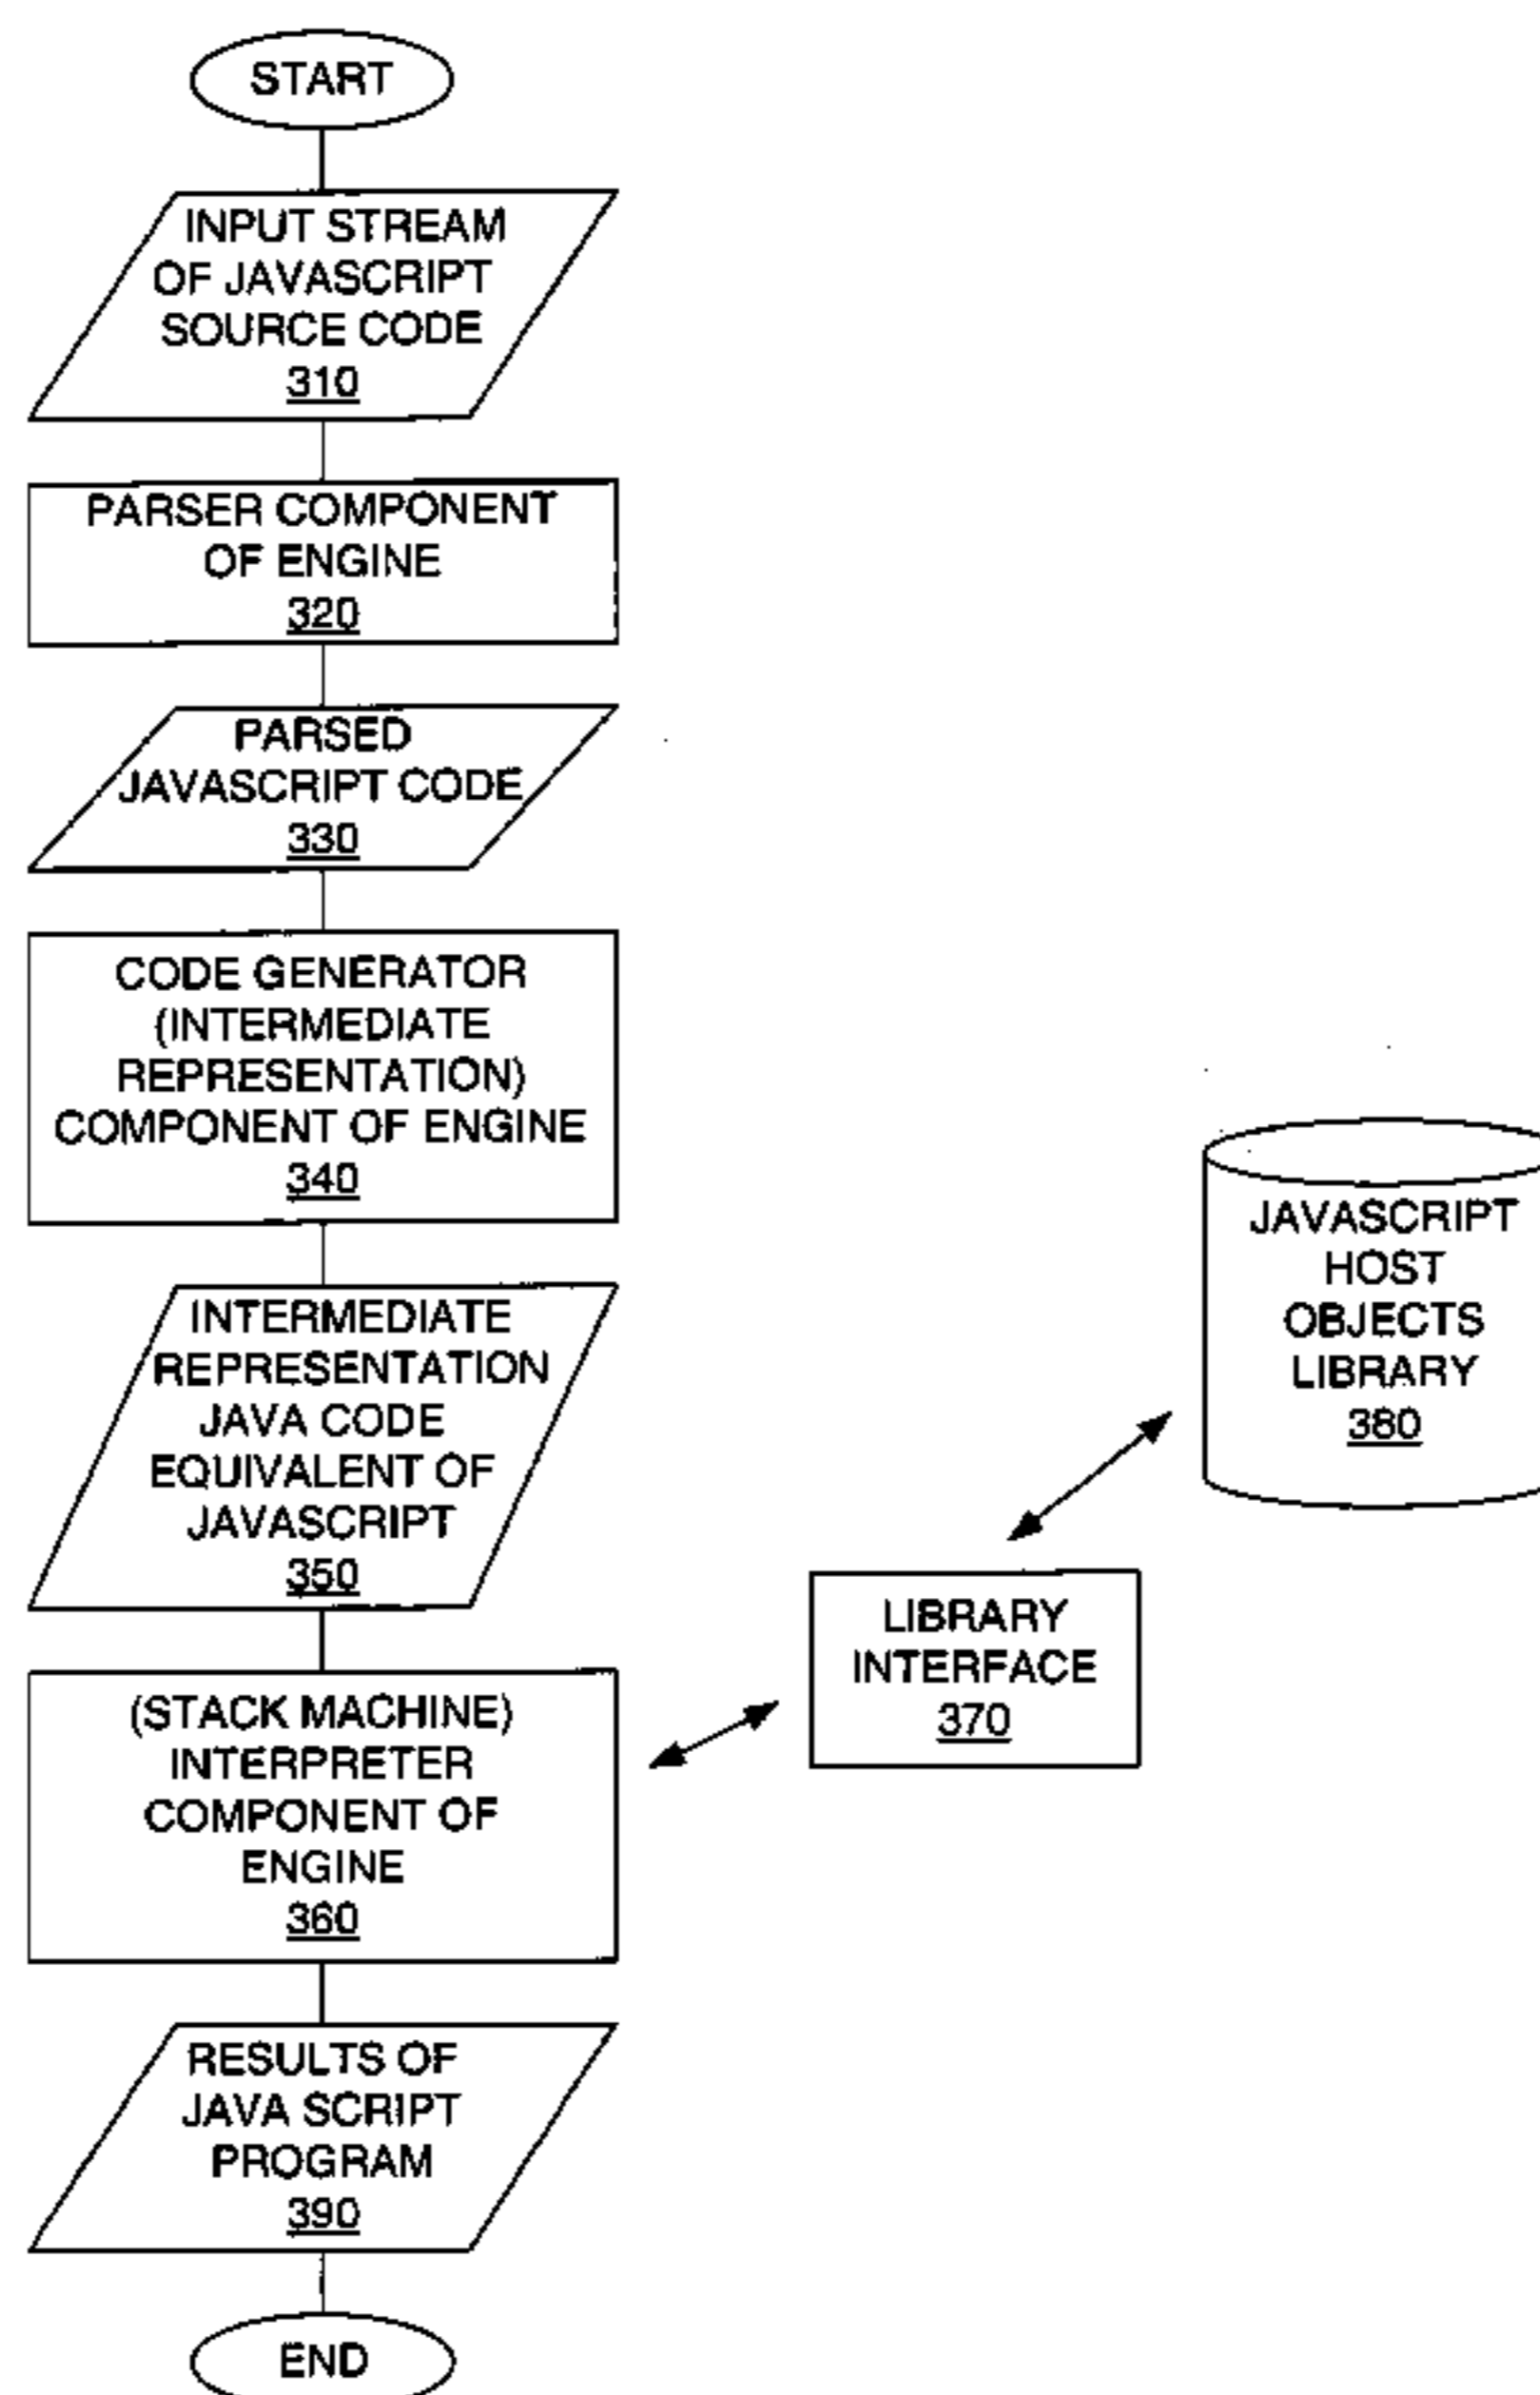 START
INPUT STREAM
OF JAVASCRIPT
SOURCE CODE
310
PARSER COMPONENT
OF ENGINE
320
PARSED
JAVASCRIPT CODE
330
CODE GENERATOR
(INTERMEDIATE
REPRESENTATION)
COMPONENT OF ENGINE
340
INTERMEDIATE
REPRESENTATION
JAVA CODE
EQUIVALENT OF
JAVASCRIPT
350
(STACK MACHINE)
INTERPRETER
COMPONENT OF
ENGINE
360
LIBRARY
INTERFACE
370
JAVASCRIPT
HOST
OBJECTS
LIBRARY
380
RESULTS OF
JAVA SCRIPT
PROGRAM
390
END